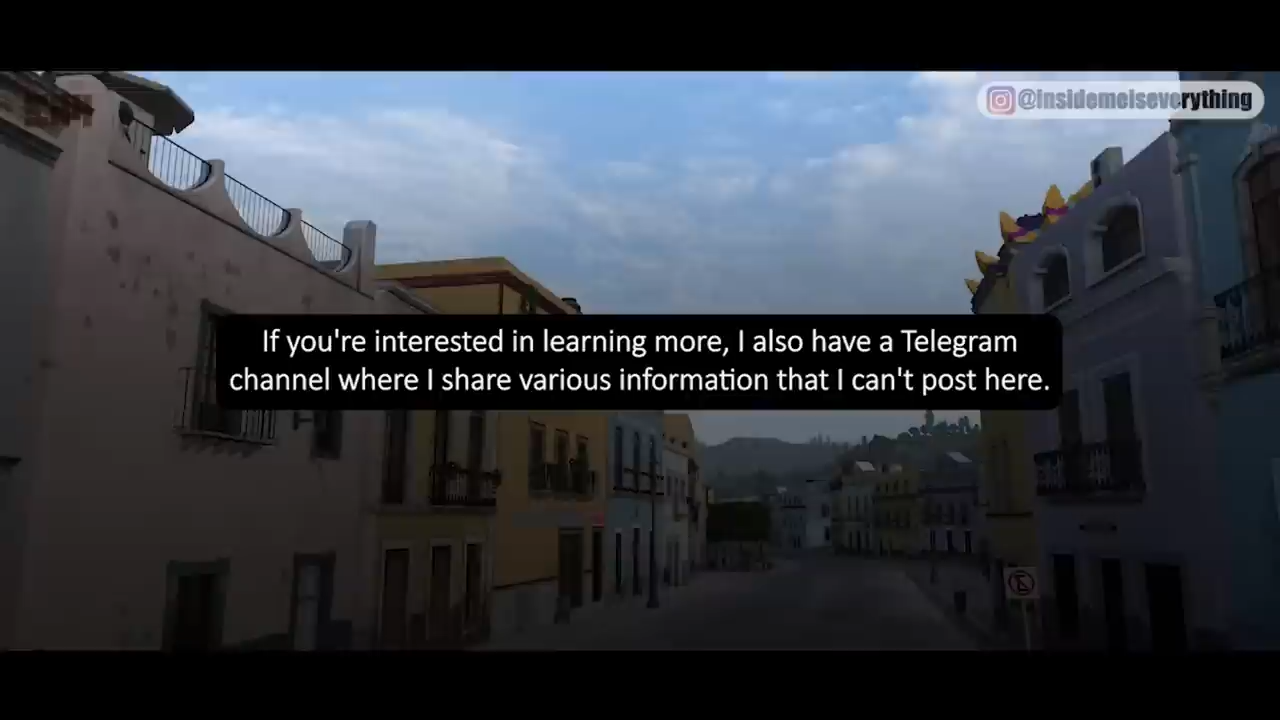 @insidemeiseverything
If you're interested in learning more, I also have a Telegram
channel where I share various information that I can't post here.